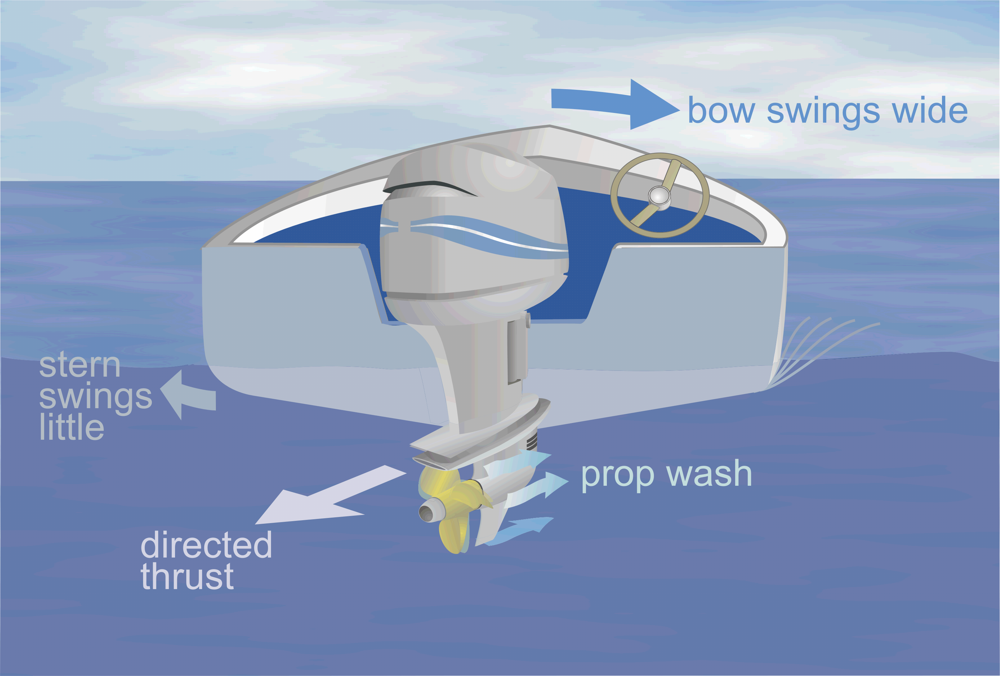 bow swings wide
stern
swings
little
prop wash
directed
thrust